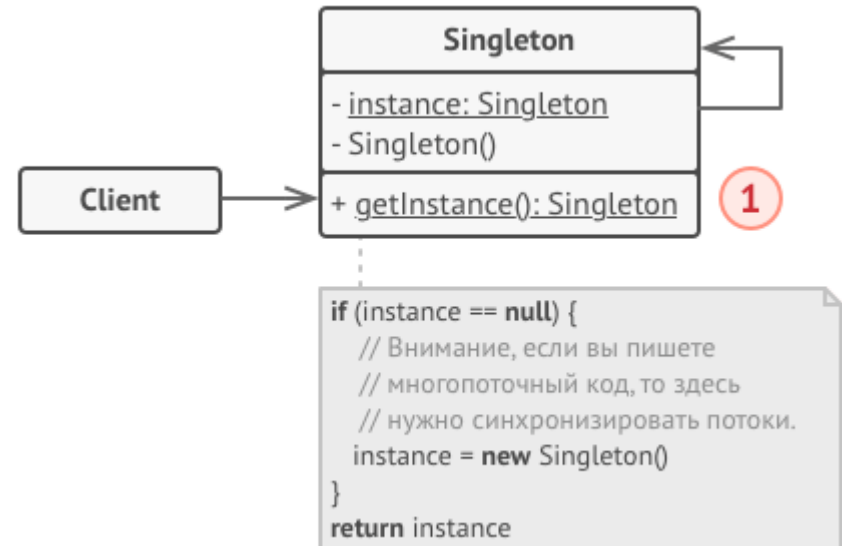 Singleton
- instance: Singleton
- Singleton()
Client
+ getInstance(): Singleton
1
if (instance == null) {
// Внимание, если вы пишете
// многопоточный код, то здесь
// нужно синхронизировать потоки.
instance = new Singleton()
}
return instance